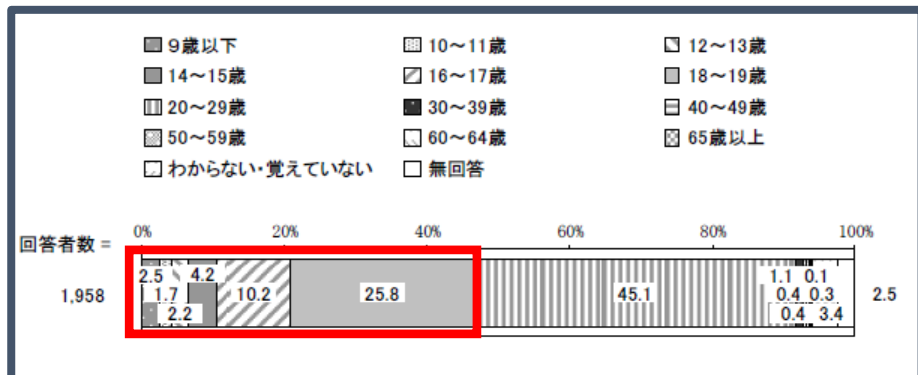 9歳以下 10～11歳 12～13歳
14～15歳 16～17歳 18～19歳
20～29歳 30～39歳 40～49歳
50～59歳 60～64歳 65歳以上
わからない・覚えていない 無回答
0% 20% 40% 60% 80% 100%
回答者数 =
2.5 4.2 1.1 0.1
1,958 1.7 10.2 25.8 45.1 0.4 0.3 2.5
2.2 0.4 3.4